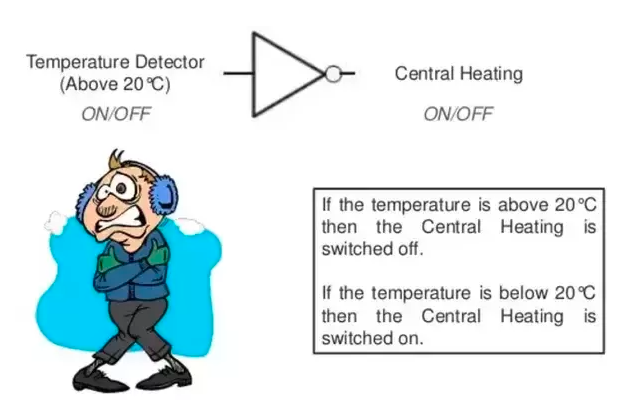 Temperature Detector
(Above 20°C)
ON/OFF
Central Heating
ON/OFF
If the temperature is above 20°C
then the Central Heating is
switched off.
If the temperature is below 20°C
then the Central Heating is
switched on.